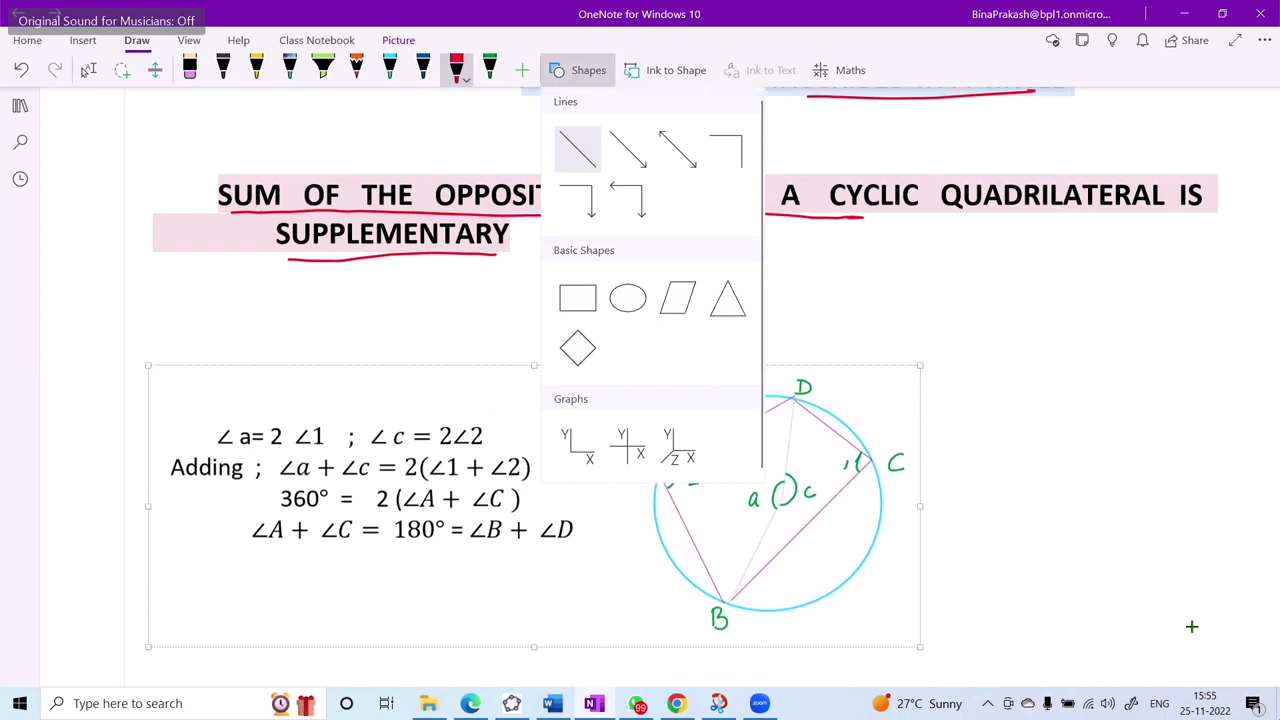 Original Sound for Musicians: Off
OneNote for Windows 10
BinaPrakash@bpl1.onmicro...
Home Insert Draw View Help Class Notebook Picture
Share
Shapes Ink to Shape Ink to Text Maths
Lines
SUM OF THE OPPOSIT A CYCLIC QUADRILATERAL IS
SUPPLEMENTARY
Basic Shapes
Graphs
Y X Y X Y Z X
D
∠ a= 2 ∠1 ; ∠ c = 2∠2
Adding ; ∠a + ∠c = 2(∠1 + ∠2)
360° = 2 (∠A + ∠C )
∠A + ∠C = 180° = ∠B + ∠D
C
a c
B
Type here to search
99
zoom
27°C Sunny
ENG
15:55
25-11-2022
1